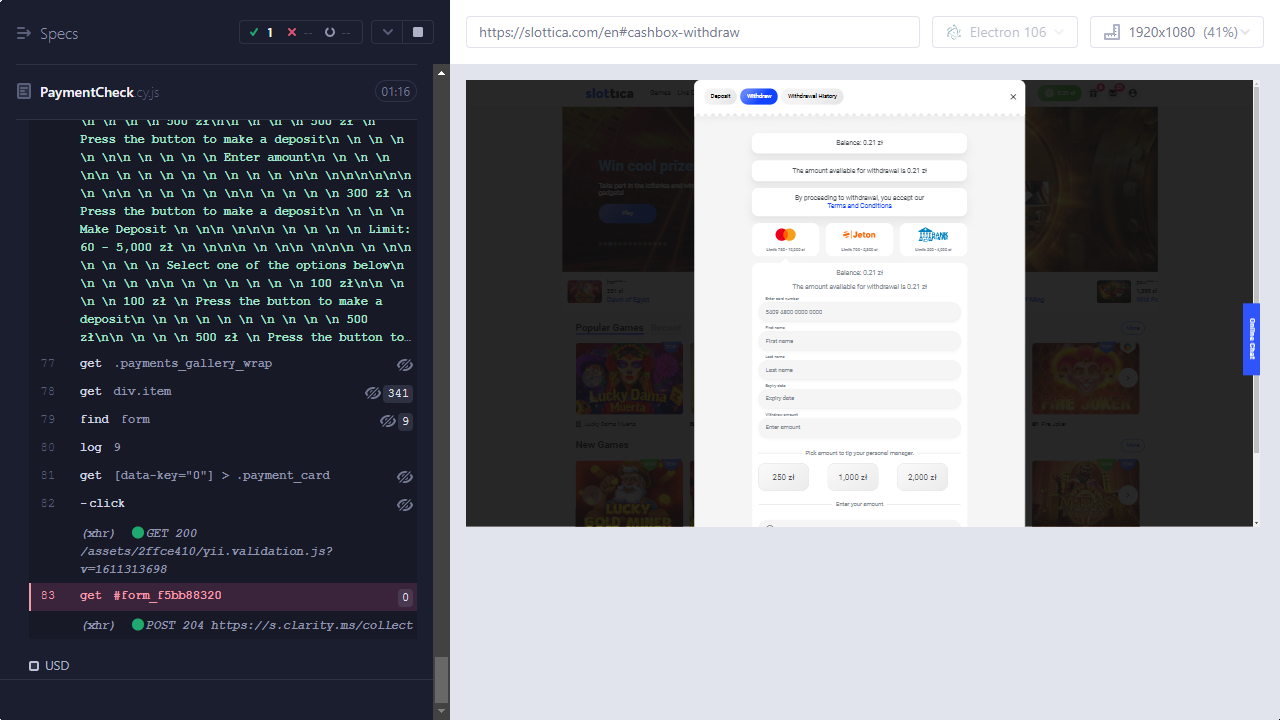 Specs
1
--
--
https://slottica.com/en#cashbox-withdraw
Electron 106
1920x1080 (41%)
PaymentCheck.cy.js
01:16
\n \n \n \n 500 zł\n\n \n \n \n 500 zł \n
Press the button to make a deposit\n \n \n \n
\n \n\n \n \n \n \n Enter amount\n \n \n \n
\n\n \n \n \n \n \n \n \n \n \n \n\n\n\n\n\n
\n \n\n\n \n \n \n \n\n \n \n \n \n 300 zł \n
Press the button to make a deposit\n \n \n \n
Make Deposit \n \n\n \n \n \n \n \n \n Limit:
60 - 5,000 zł \n \n\n \n \n\n \n \n \n \n \n\n
\n \n \n \n \n Select one of the options below\n
\n \n \n \n \n \n \n \n \n 100 zł\n\n \n
\n \n 100 zł \n Press the button to make a
deposit\n \n \n \n \n \n \n \n \n 500
zł\n\n \n \n \n 500 zł \n Press the button to…
77 get .payments_gallery_wrap
78 get div.item 341
79 find form 9
80 log 9
81 get [data-key="0"] > .payment_card
82 -click
(xhr) GET 200
/assets/2ffce410/yii.validation.js?
v=1611313698
83 get #form_f5bb88320 0
(xhr) POST 204 https://s.clarity.ms/collect
USD
slottica
Games
Deposit
Withdraw
Withdrawal History
Balance: 0.21 zł
The amount available for withdrawal is 0.21 zł
By proceeding to withdrawal, you accept our
Terms and Conditions
Jeton
BANKS
Balance: 0.21 zł
The amount available for withdrawal is 0.21 zł
Enter card number
5409 4800 0000 0000
First name
First name
Last name
Last name
Expiry date
Expiry date
Withdraw amount
Enter amount
Pick amount to tip your personal manager:
250 zł
1,000 zł
2,000 zł
Enter your amount
Win cool prize
Popular Games
New Games
Online Chat